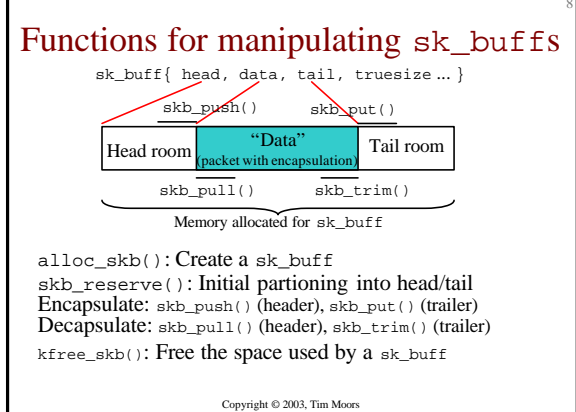 8
Functions for manipulating sk_buffs
sk_buff{ head, data, tail, truesize ... }
skb_push() skb_put()
Head room “Data” Tail room
(packet with encapsulation)
skb_pull() skb_trim()
Memory allocated for sk_buff
alloc_skb(): Create a sk_buff
skb_reserve(): Initial partioning into head/tail
Encapsulate: skb_push() (header), skb_put() (trailer)
Decapsulate: skb_pull() (header), skb_trim() (trailer)
kfree_skb(): Free the space used by a sk_buff
Copyright © 2003, Tim Moors